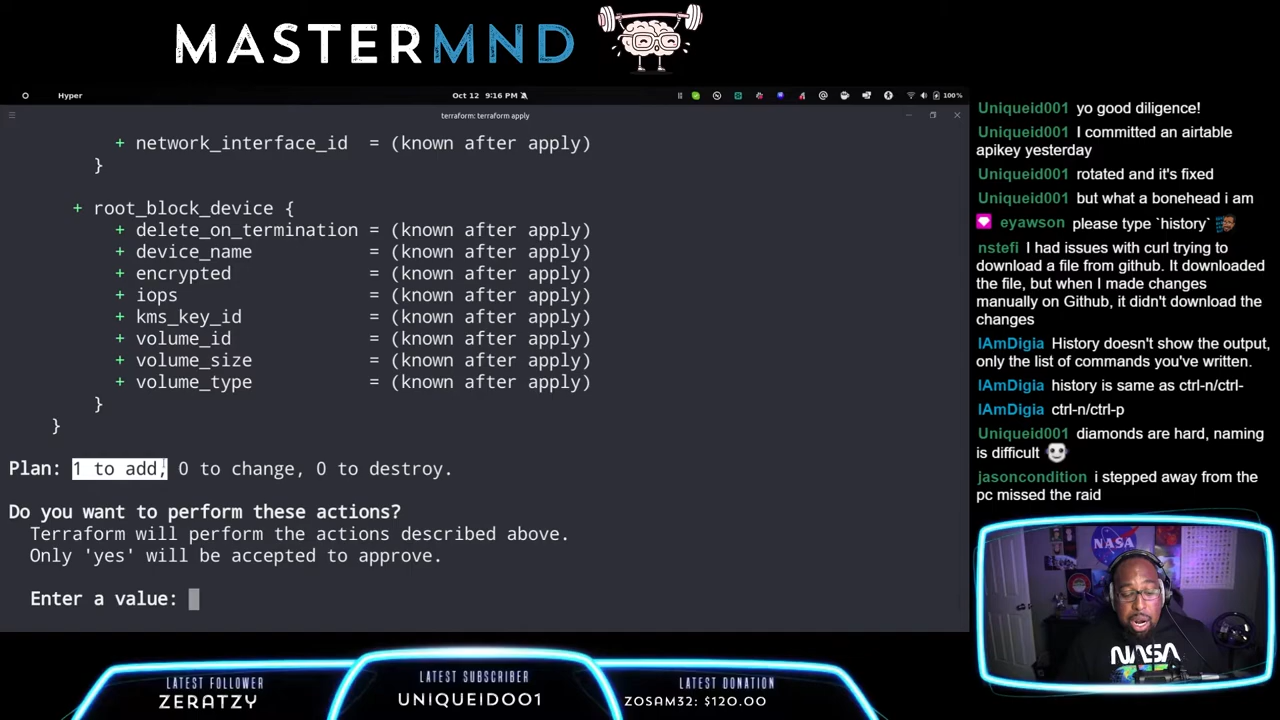 MASTERMND
Hyper
Oct 12 9:16 PM
100%
terraform: terraform apply
+ network_interface_id = (known after apply)
}
+ root_block_device {
+ delete_on_termination = (known after apply)
+ device_name = (known after apply)
+ encrypted = (known after apply)
+ iops = (known after apply)
+ kms_key_id = (known after apply)
+ volume_id = (known after apply)
+ volume_size = (known after apply)
+ volume_type = (known after apply)
}
}
Plan: 1 to add, 0 to change, 0 to destroy.
Do you want to perform these actions?
Terraform will perform the actions described above.
Only 'yes' will be accepted to approve.
Enter a value:
Uniqueid001 yo good diligence!
Uniqueid001 I committed an airtable
apikey yesterday
Uniqueid001 rotated and it's fixed
Uniqueid001 but what a bonehead i am
eyawson please type `history`
nstefi I had issues with curl trying to
download a file from github. It downloaded
the file, but when I made changes
manually on Github, it didn't download the
changes
IAmDigia History doesn't show the output,
only the list of commands you've written.
IAmDigia history is same as ctrl-n/ctrl-
IAmDigia ctrl-n/ctrl-p
Uniqueid001 diamonds are hard, naming
is difficult
jasoncondition i stepped away from the
pc missed the raid
NASA
NASA
LATEST FOLLOWER
ZERATZY
LATEST SUBSCRIBER
UNIQUEID001
LATEST DONATION
ZOSAM32: $120.00